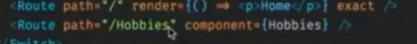 <Route path="/" render={() => <p>Home</p>} exact />
<Route path="/Hobbies" component={Hobbies} />
</Switch>